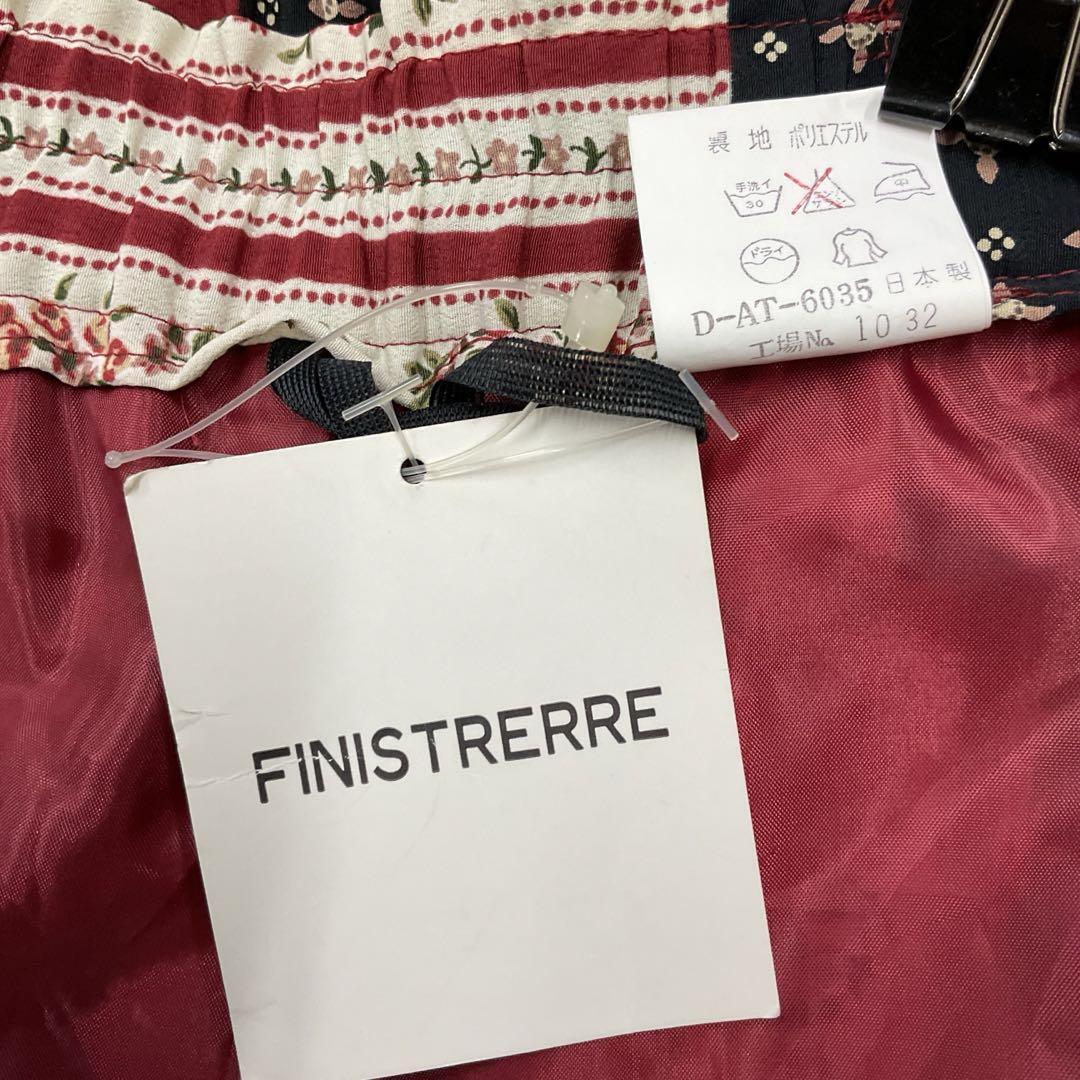 裏地 ポリエステル
手洗イ
30
中
ドライ
D-AT-6035 日本製
工場No. 10 32
FINISTRERRE